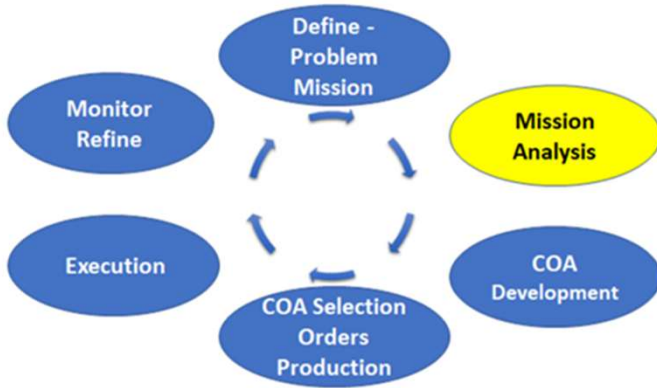 Define -
Problem
Mission
Mission
Analysis
COA
Development
COA Selection
Orders
Production
Execution
Monitor
Refine